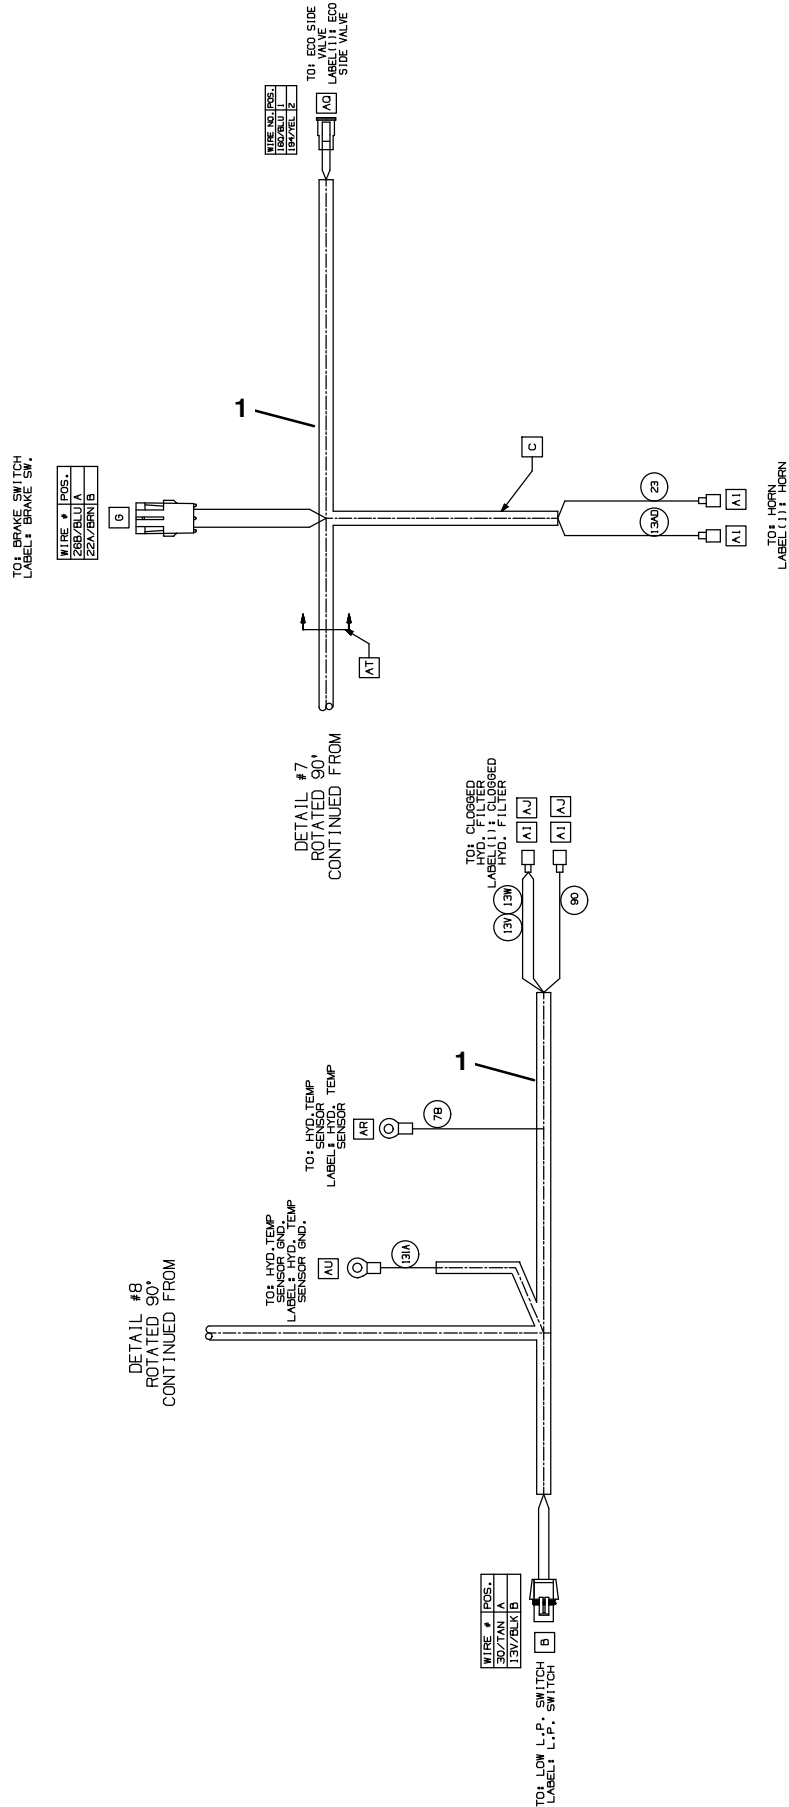 TO: BRAKE SWITCH
LABEL: BRAKE SW.
WIRE # POS.
26B/BLU A
22A/BRN B
G
WIRE NO. POS.
160/BLU 1
194/YEL 2
TO: ECO SIDE
VALVE
LABEL(1): ECO
SIDE VALVE
AQ
1
C
23
13AD
AI
AI
TO: HORN
LABEL(1): HORN
AT
DETAIL #7
ROTATED 90°
CONTINUED FROM
TO: CLOGGED
HYD. FILTER
LABEL(1): CLOGGED
HYD. FILTER
AI AJ
AI AJ
13V 13W
90
1
TO: HYD.TEMP
SENSOR
LABEL: HYD. TEMP
SENSOR
AR
78
TO: HYD.TEMP
SENSOR GND.
LABEL: HYD. TEMP
SENSOR GND.
AU
131A
DETAIL #8
ROTATED 90°
CONTINUED FROM
WIRE # POS.
30/TAN A
13V/BLK B
B
TO: LOW L.P. SWITCH
LABEL: L.P. SWITCH